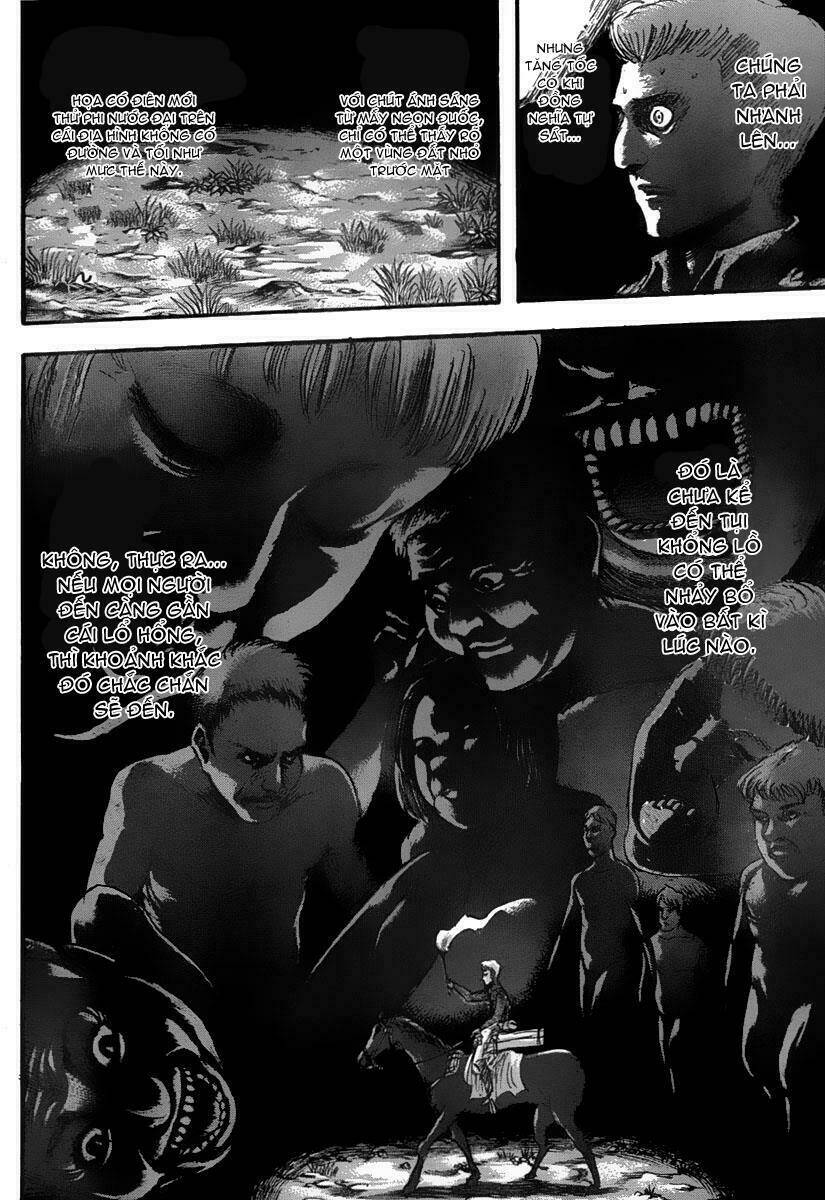 CHÚNG
TA PHẢI
NHANH
LÊN...
NHƯNG
TĂNG TỐC
CÓ KHI
ĐỒNG
NGHĨA TỰ
SÁT...
VỚI CHÚT ÁNH SÁNG
TỪ MẤY NGỌN ĐUỐC,
CHỈ CÓ THỂ THẤY RÕ
MỘT VÙNG ĐẤT NHỎ
TRƯỚC MẶT
HỌA CÓ ĐIÊN MỚI
THỬ PHI NƯỚC ĐẠI TRÊN
CÁI ĐỊA HÌNH KHÔNG CÓ
ĐƯỜNG VÀ TỐI NHƯ
MỰC THẾ NÀY.
ĐÓ LÀ
CHƯA KỂ
ĐẾN TỤI
KHỔNG LỒ
CÓ THỂ
NHẢY BỔ
VÀO BẤT KÌ
LÚC NÀO.
KHÔNG, THỰC RA...
NẾU MỌI NGƯỜI
ĐẾN CÀNG GẦN
CÁI LỔ HỔNG,
THÌ KHOẢNH KHẮC
ĐÓ CHẮC CHẮN
SẼ ĐẾN.